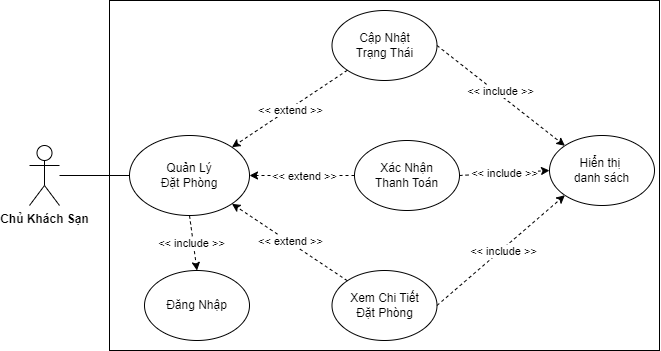 Cập Nhật
Trạng Thái
<< include >>
<< extend >>
Quản Lý
Đặt Phòng
<< extend >>
Xác Nhận
Thanh Toán
<< include >>
Hiển thị
danh sách
Chủ Khách Sạn
<< include >>
<< extend >>
<< include >>
Đăng Nhập
Xem Chi Tiết
Đặt Phòng